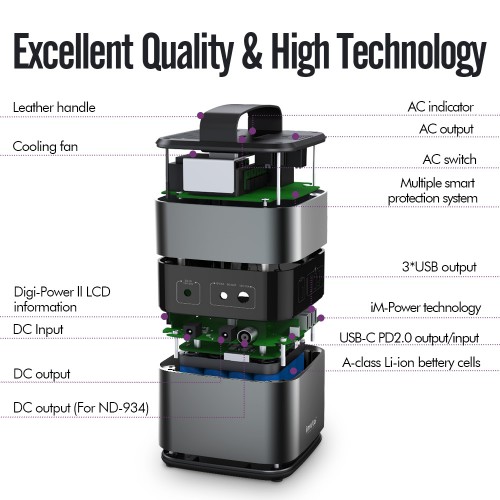 Excellent Quality & High Technology
Leather handle
AC indicator
AC output
Cooling fan
AC switch
Multiple smart
protection system
3*USB output
Digi-Power II LCD
information
iM-Power technology
DC Input
USB-C PD2.0 output/input
A-class Li-ion bettery cells
DC output
DC output (For ND-934)